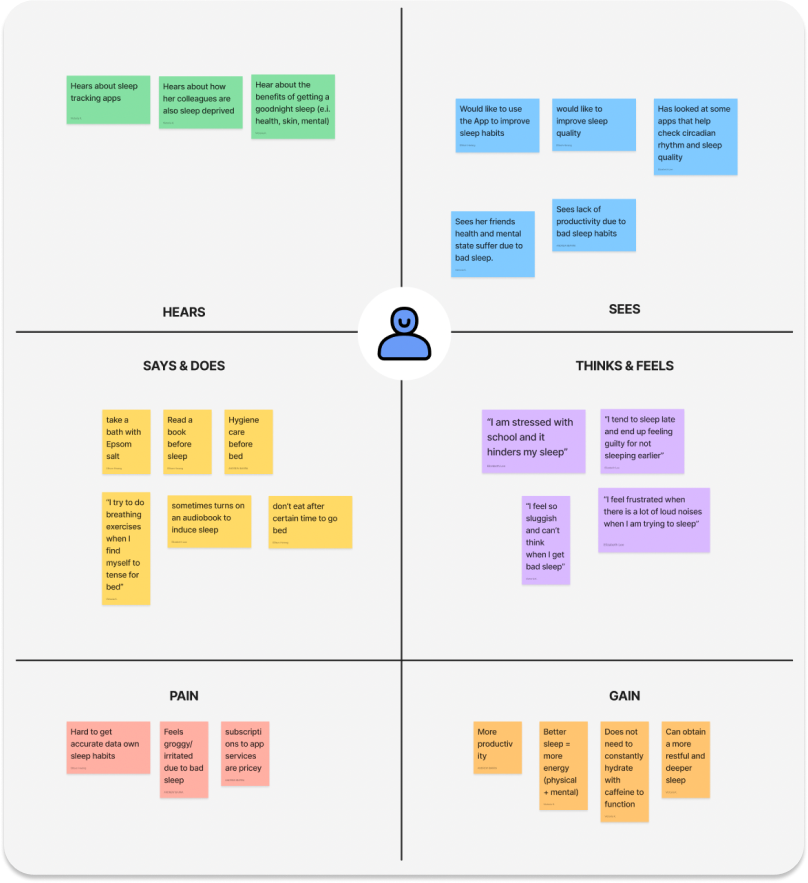 Hears about sleep
tracking apps
Hears about how
her colleagues are
also sleep deprived
Hear about the
benefits of getting a
goodnight sleep (e.i.
health, skin, mental)
HEARS
Would like to use
the App to improve
sleep habits
would like to
improve sleep
quality
Has looked at some
apps that help
check circadian
rhythm and sleep
quality
Sees her friends
health and mental
state suffer due to
bad sleep.
Sees lack of
productivity due to
bad sleep habits
SEES
SAYS & DOES
take a
bath with
Epsom
salt
Read a
book
before
sleep
Hygiene
care
before
bed
“I try to do
breathing
exercises
when I
find
myself to
tense for
bed”
sometimes turns on
an audiobook to
induce sleep
don't eat after
certain time to go
bed
THINKS & FEELS
“I am stressed with
school and it
hinders my sleep”
“I tend to sleep late
and end up feeling
guilty for not
sleeping earlier”
“I feel so
sluggish
and can't
think
when I get
bad sleep”
“I feel frustrated when
there is a lot of loud noises
when I am trying to sleep”
PAIN
Hard to get
accurate data own
sleep habits
Feels
groggy/
irritated
due to bad
sleep
subscripti
ons to app
services
are pricey
GAIN
More
productiv
ity
Better
sleep =
more
energy
(physical
+ mental)
Does not
need to
constantly
hydrate
with
caffeine to
function
Can obtain
a more
restful and
deeper
sleep